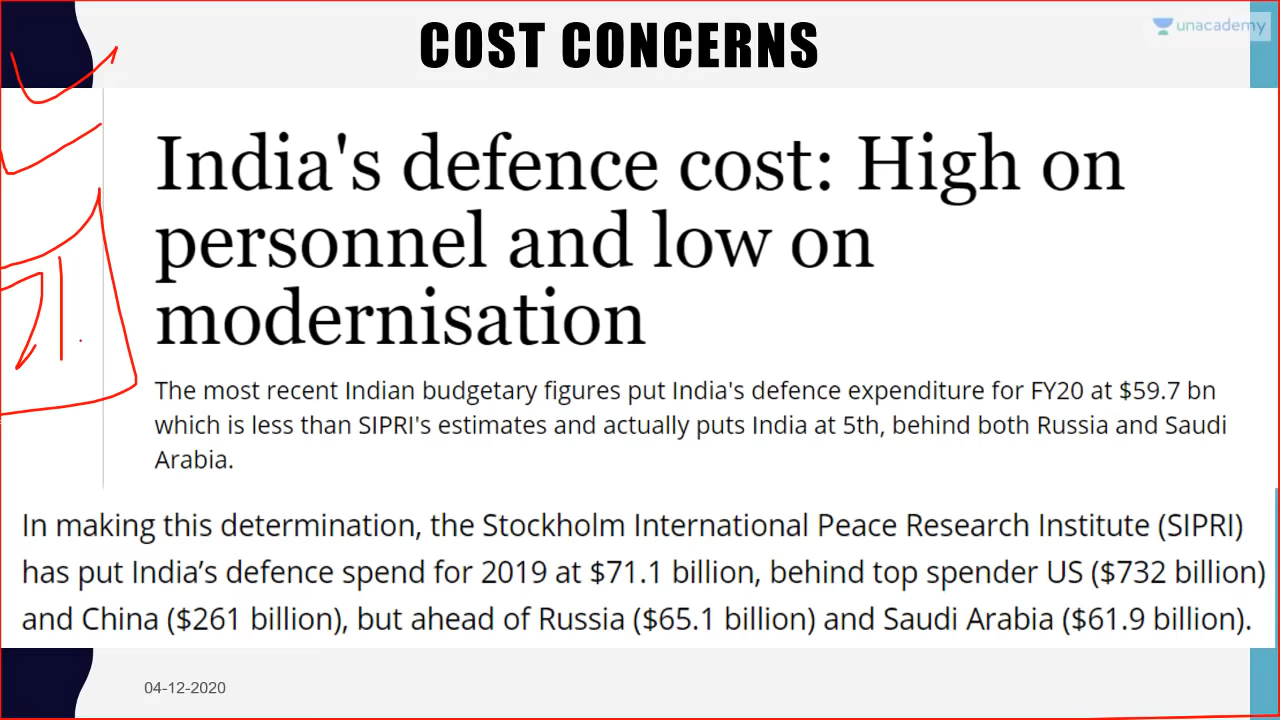 COST CONCERNS
unacademy
India's defence cost: High on
personnel and low on
modernisation
The most recent Indian budgetary figures put India's defence expenditure for FY20 at $59.7 bn
which is less than SIPRI's estimates and actually puts India at 5th, behind both Russia and Saudi
Arabia.
In making this determination, the Stockholm International Peace Research Institute (SIPRI)
has put India’s defence spend for 2019 at $71.1 billion, behind top spender US ($732 billion)
and China ($261 billion), but ahead of Russia ($65.1 billion) and Saudi Arabia ($61.9 billion).
04-12-2020